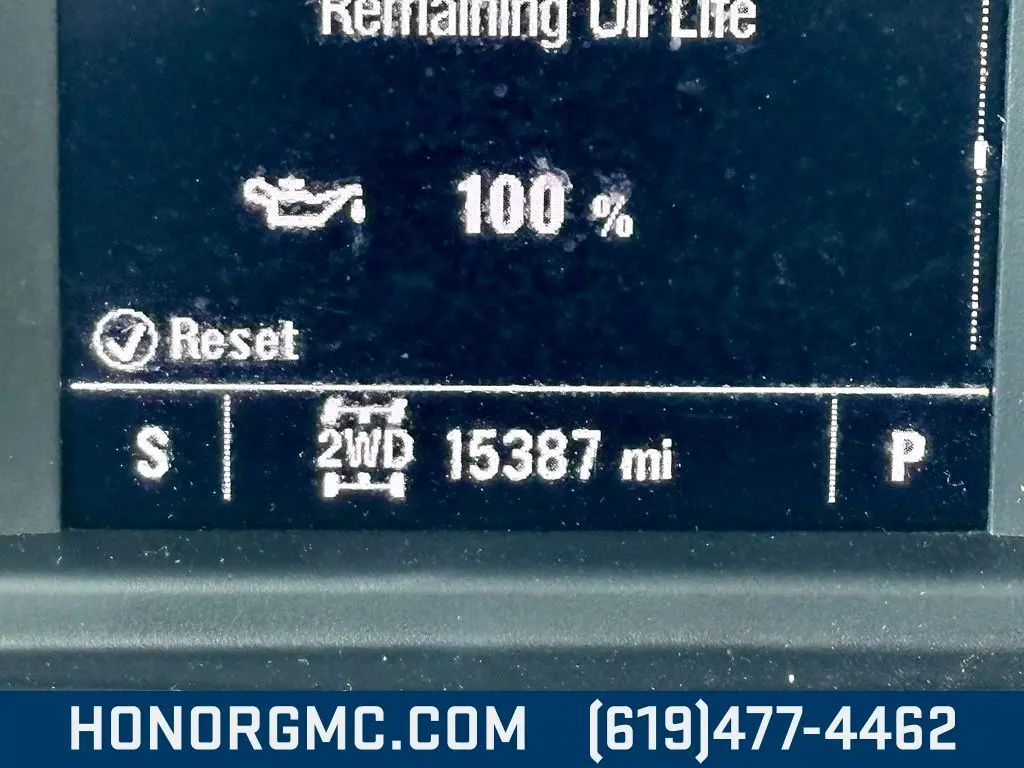 Remaining Oil Life
100 %
Reset
S 2WD 15387 mi P
HONORGMC.COM (619)477-4462